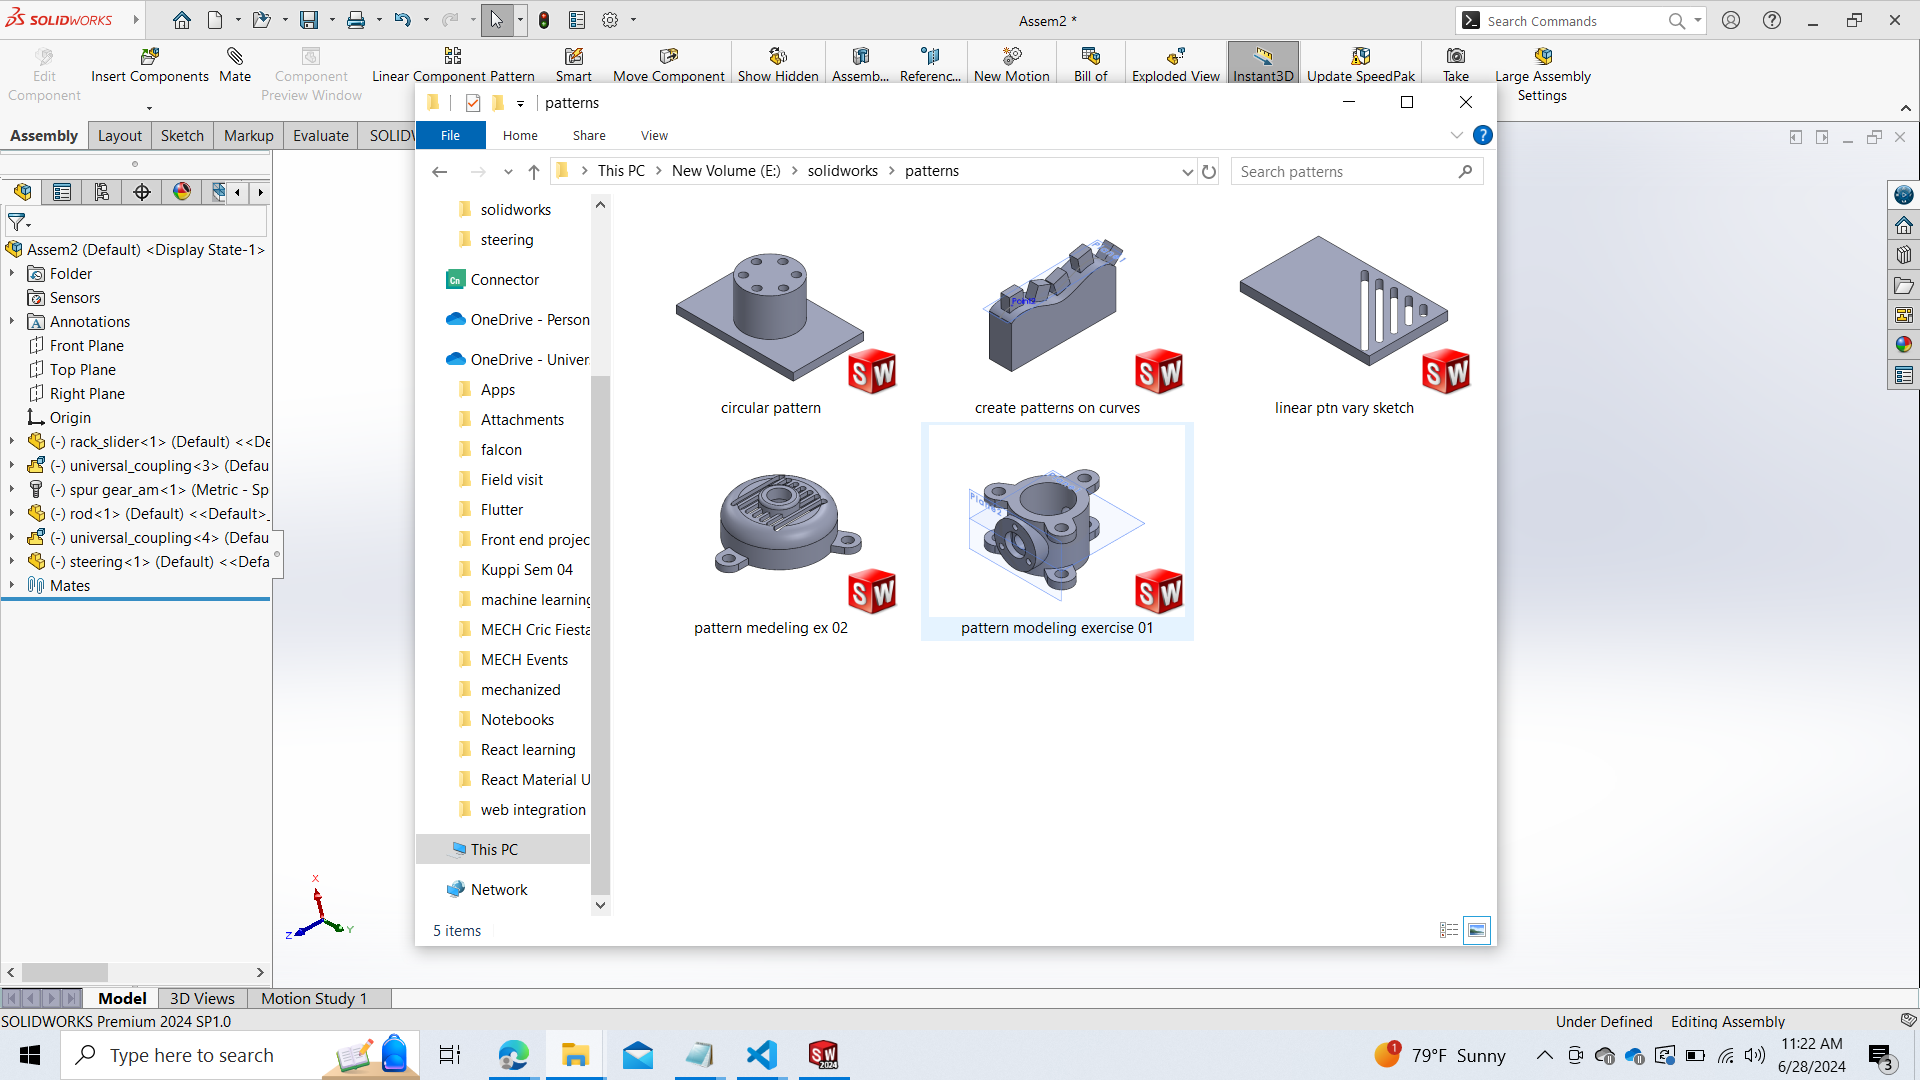 SOLIDWORKS
Assem2 *
Search Commands
Edit Component
Insert Components
Mate
Component Preview Window
Linear Component Pattern
Smart
Move Component
Show Hidden
Assemb...
Referenc...
New Motion
Bill of
Exploded View
Instant3D
Update SpeedPak
Take
Large Assembly Settings
Assembly
Layout
Sketch
Markup
Evaluate
SOLIDW
patterns
File
Home
Share
View
This PC > New Volume (E:) > solidworks > patterns
Search patterns
Assem2 (Default) <Display State-1>
Folder
Sensors
Annotations
Front Plane
Top Plane
Right Plane
Origin
(-) rack_slider<1> (Default) <<De
(-) universal_coupling<3> (Defau
(-) spur gear_am<1> (Metric - Sp
(-) rod<1> (Default) <<Default>_
(-) universal_coupling<4> (Defau
(-) steering<1> (Default) <<Defa
Mates
solidworks
steering
Connector
OneDrive - Person
OneDrive - Univer
Apps
Attachments
falcon
Field visit
Flutter
Front end projec
Kuppi Sem 04
machine learning
MECH Cric Fiesta
MECH Events
mechanized
Notebooks
React learning
React Material U
web integration
This PC
Network
5 items
circular pattern
create patterns on curves
linear ptn vary sketch
pattern medeling ex 02
pattern modeling exercise 01
X
Y
Z
Model
3D Views
Motion Study 1
SOLIDWORKS Premium 2024 SP1.0
Under Defined
Editing Assembly
Type here to search
79°F Sunny
11:22 AM
6/28/2024
3